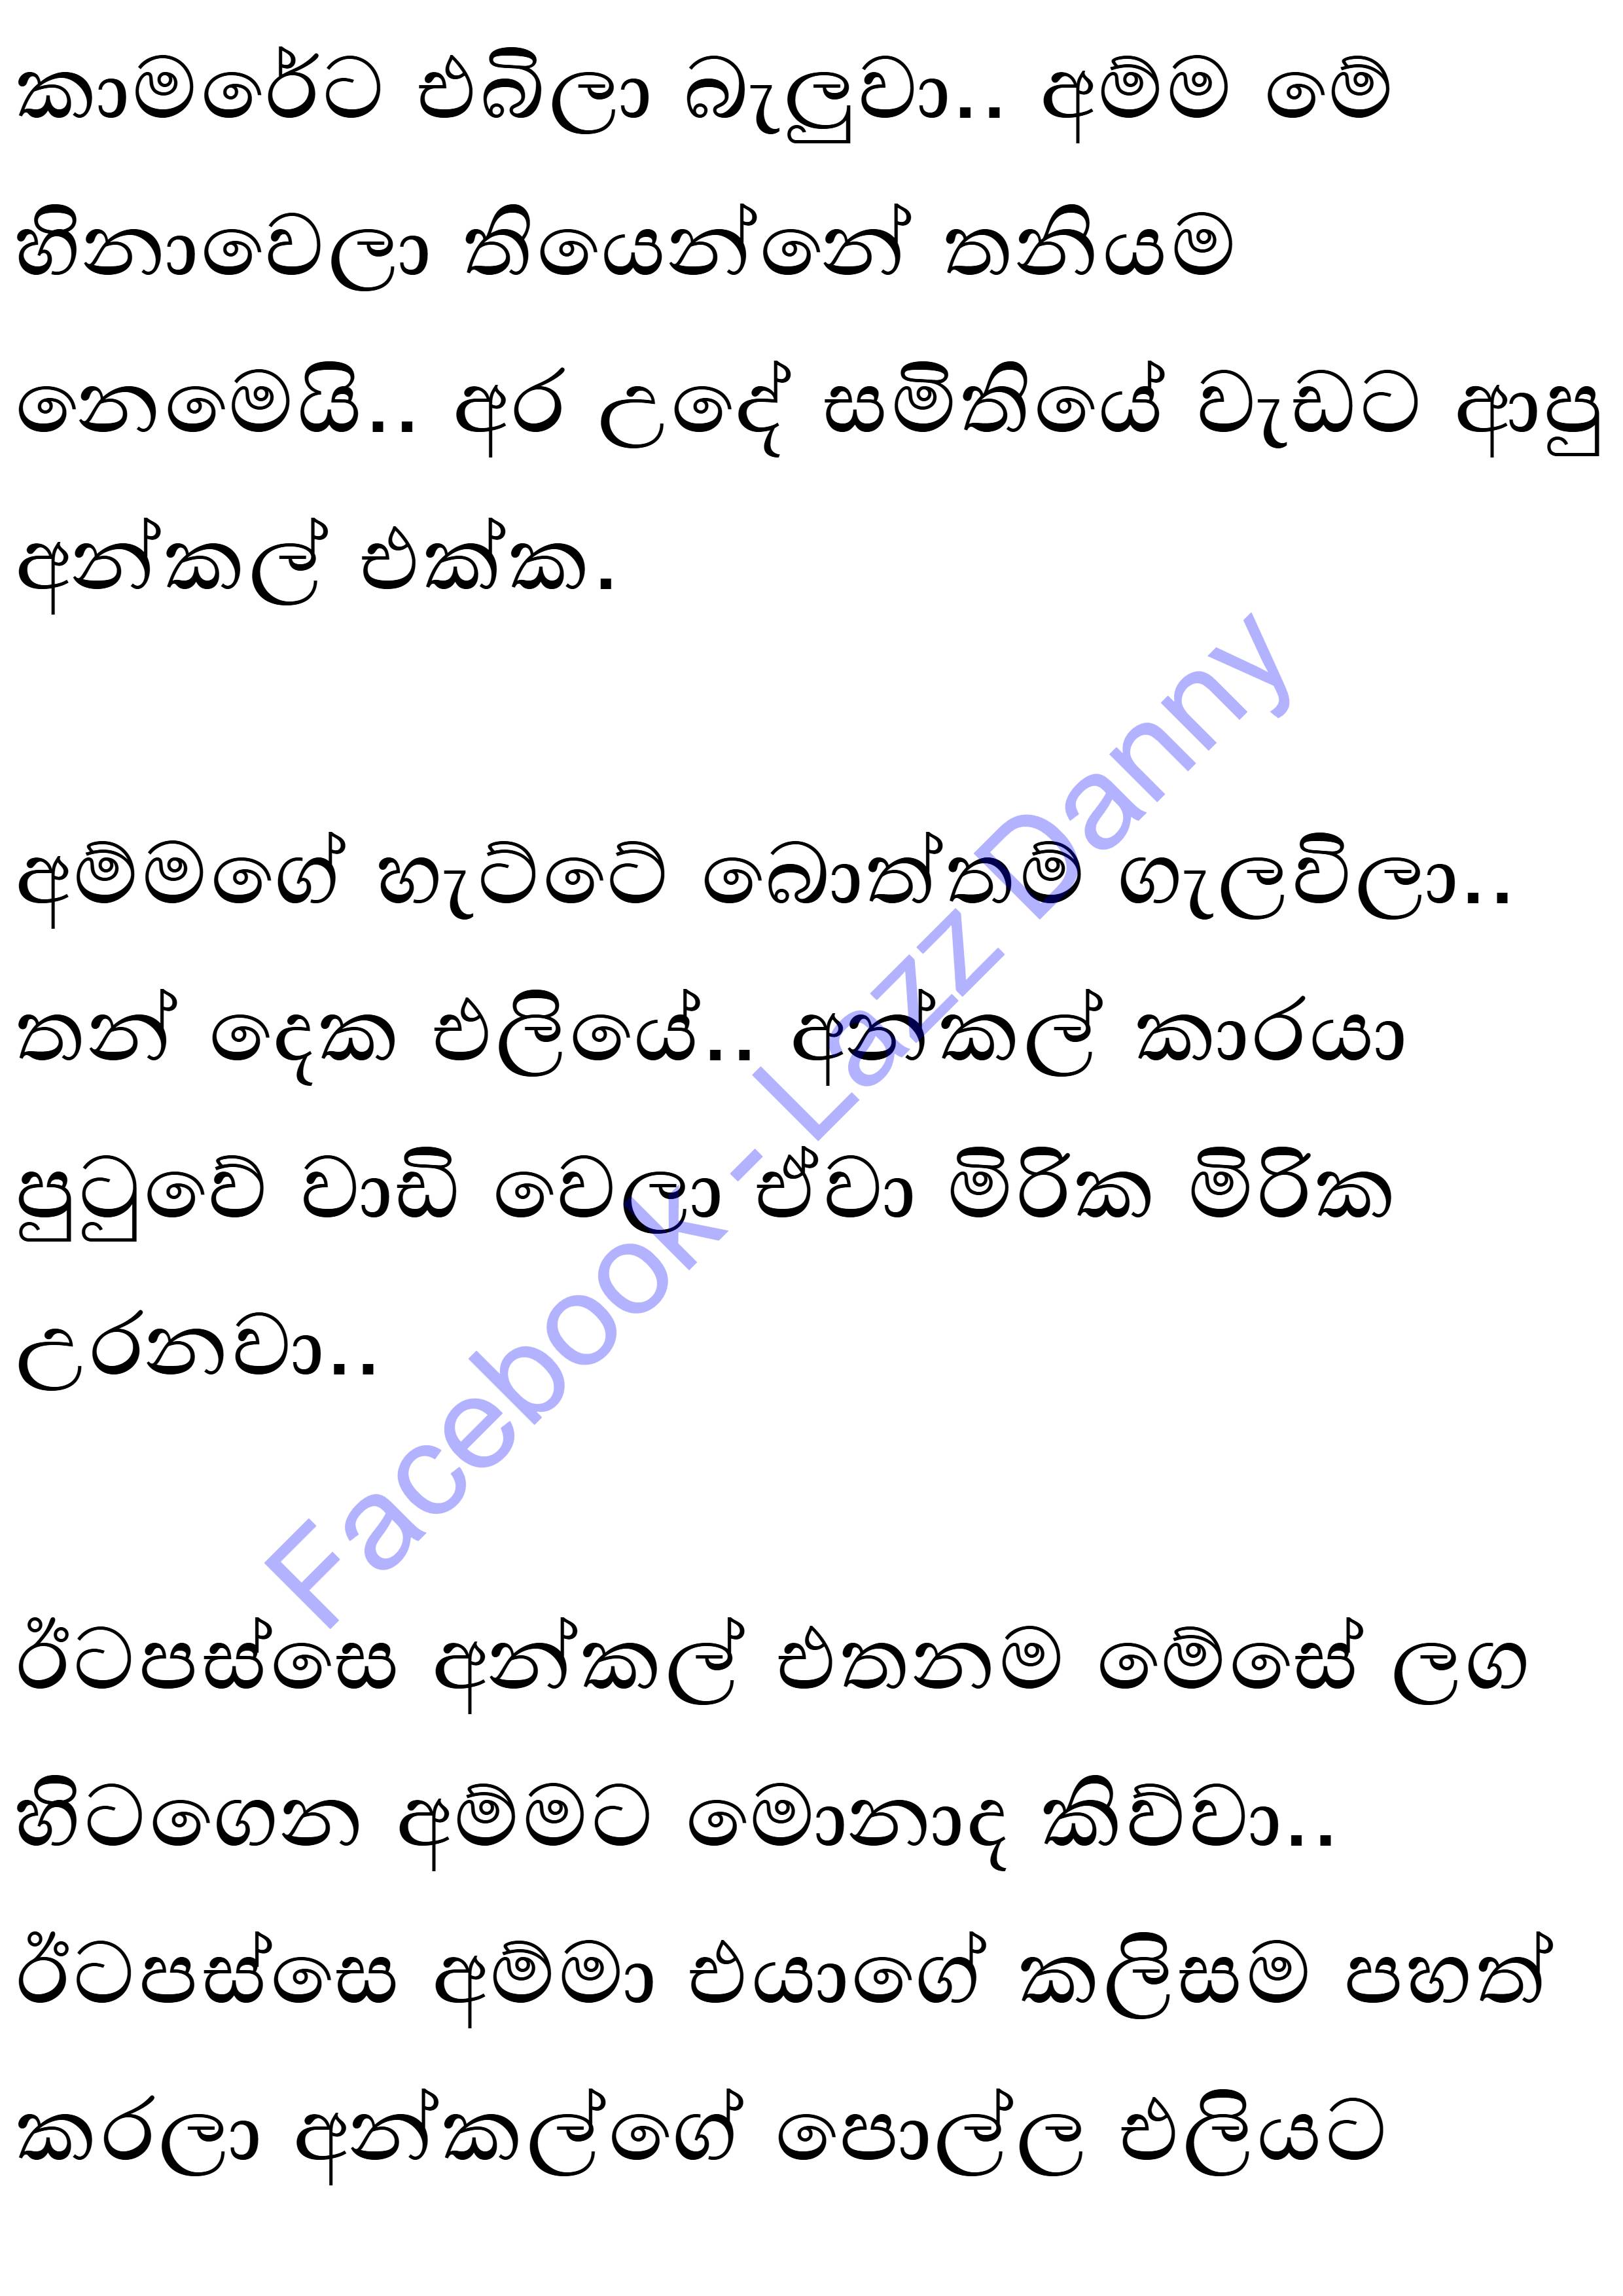 කාමරේට එබිලා බැලුවා.. අම්ම මේ
හිනාවෙලා තියෙන්නේ තනියම
නෙමෙයි.. අර උදේ සමිතියේ වැඩට ආපු
අන්කල් එක්ක.
අම්මගේ හැට්ටේ බොත්තම් ගැලවිලා..
තන් දෙක එලියේ.. අන්කල් කාරයා
පුටුවේ වාඩි වෙලා ඒවා මිරික මිරික
උරනවා..
ඊටපස්සෙ අන්කල් එතනම මේසේ ලග
හිටගෙන අම්මට මොනාද කිව්වා..
ඊටපස්සෙ අම්මා එයාගේ කලිසම පහත්
කරලා අන්කල්ගේ පොල්ල එලියට
Facebook - Lazz Danny